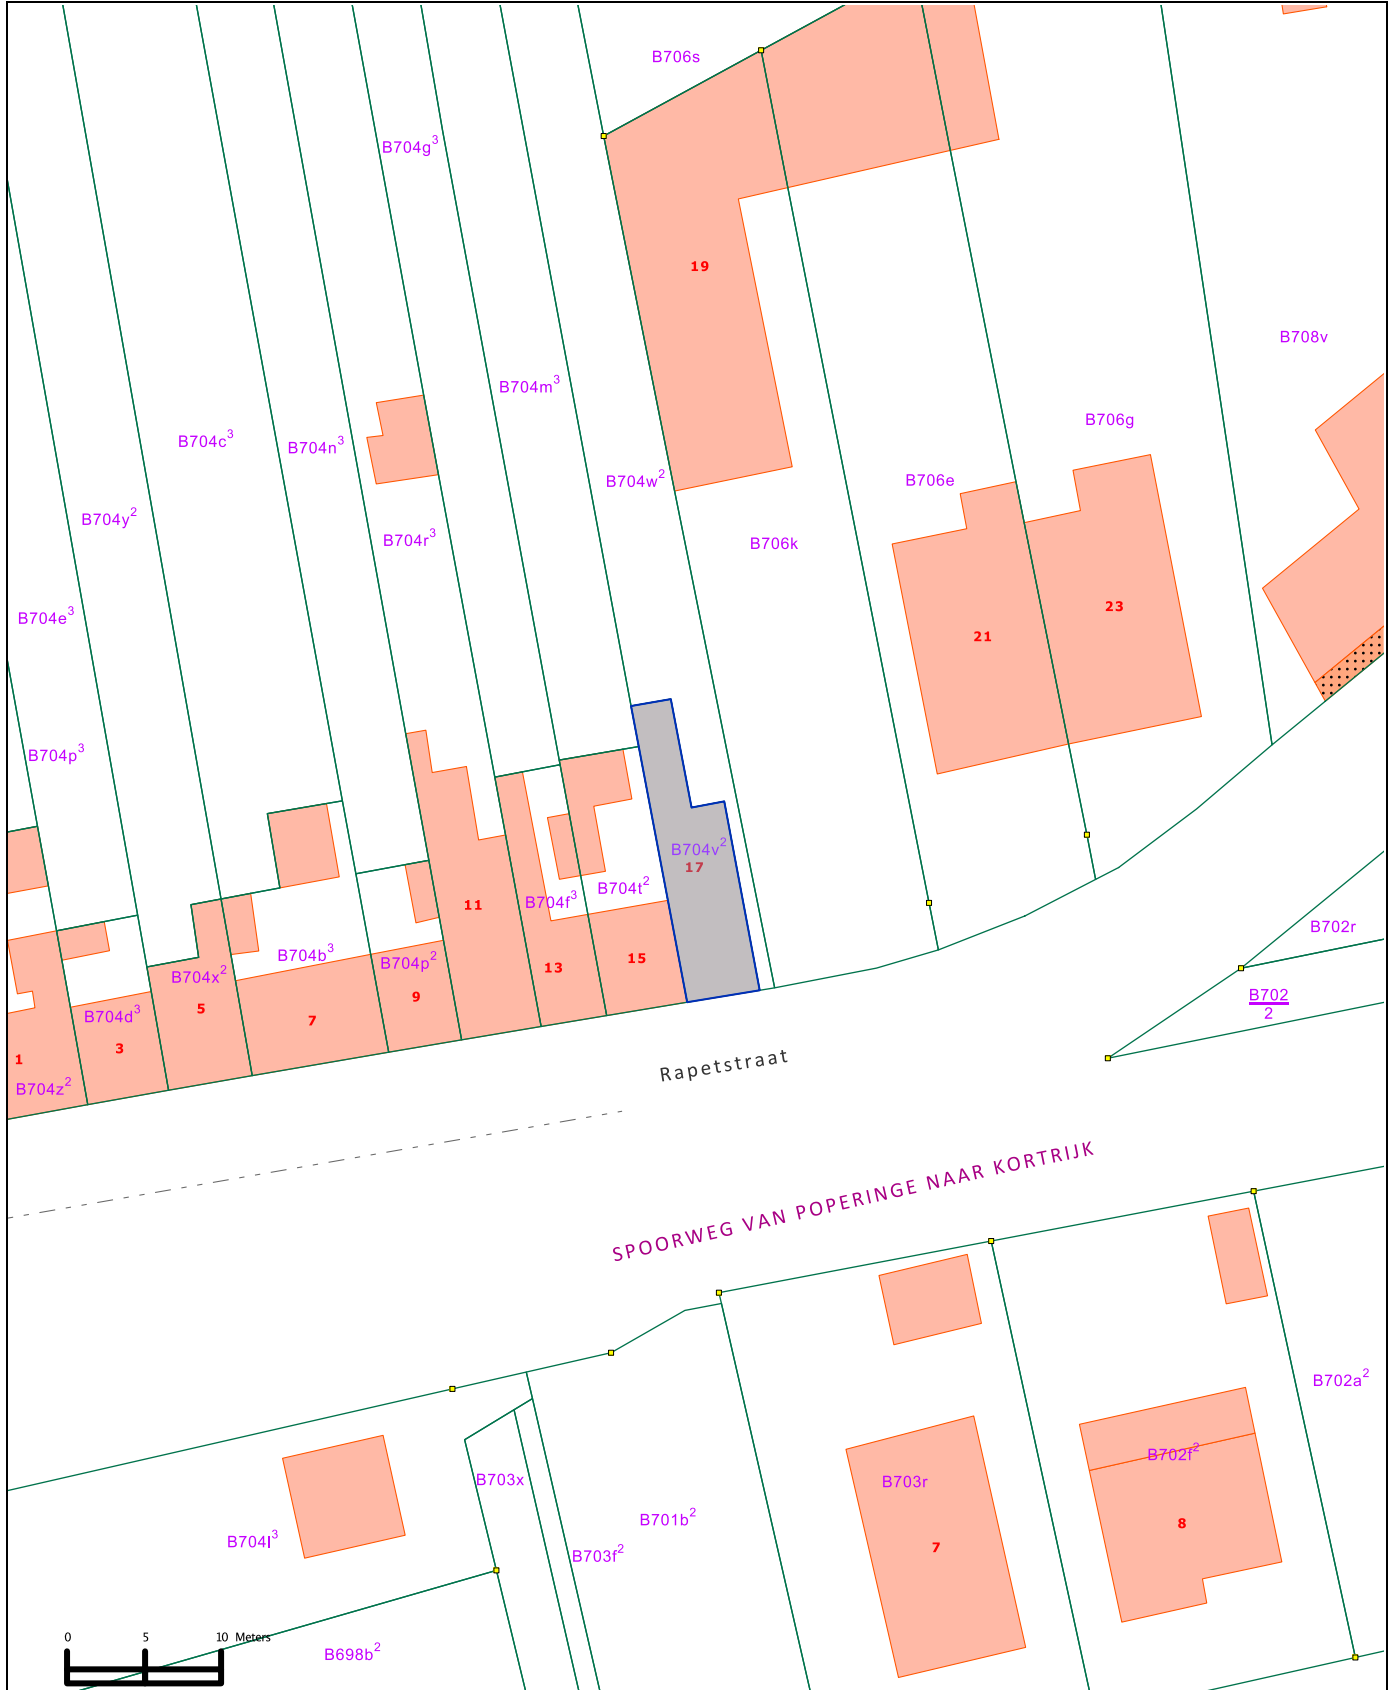 B706s
B704g³
19
B708v
B704m³
B706g
B704c³
B704n³
B704w²
B706e
B704y²
B704r³
B706k
B704e³
23
21
B704p³
B704v²
17
B704t²
B704f³
11
B702r
B704b³
B704p²
15
13
B704x²
9
B702
2
5
B704d³
7
3
1
B704z²
Rapetstraat
SPOORWEG VAN POPERINGE NAAR KORTRIJK
B702a²
B702f²
B703x
B703r
B701b²
8
B704l³
7
B703f²
0 5 10 Meters
B698b²